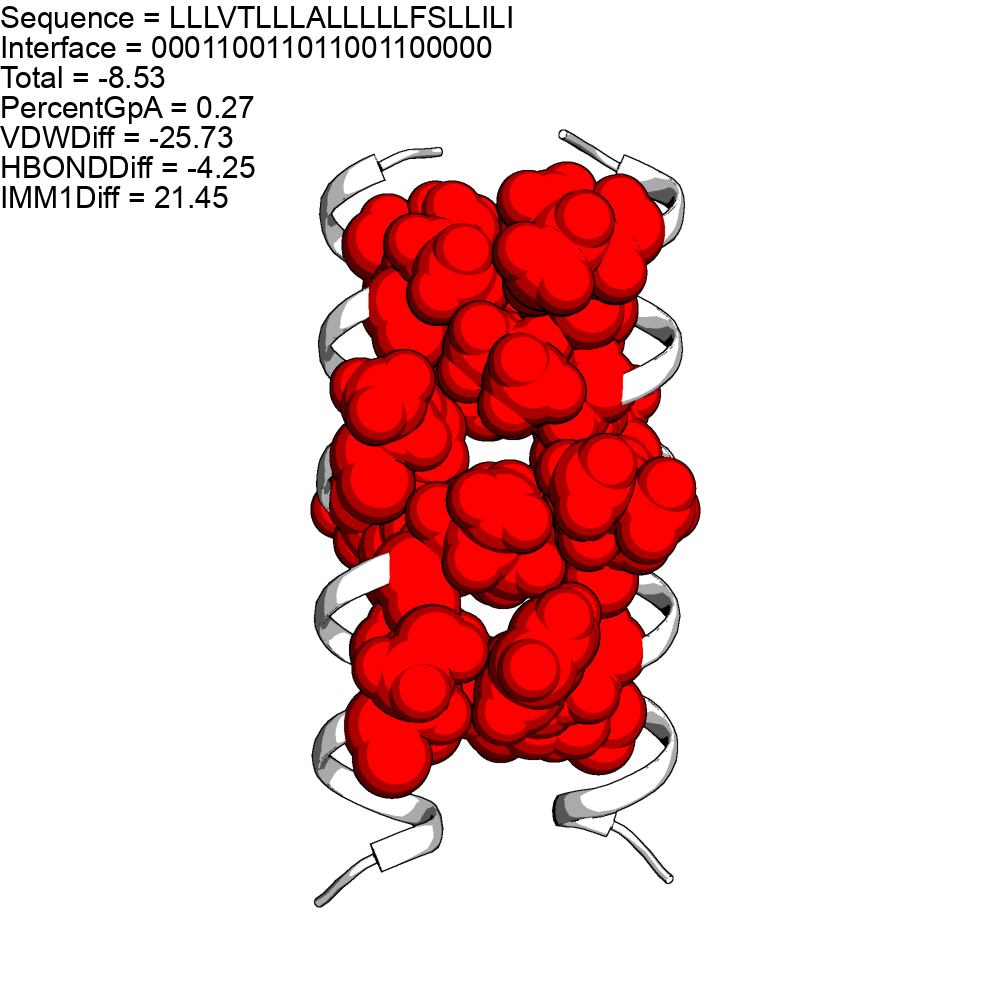 Sequence = LLLVTLLLALLLLLFSLLILI
Interface = 000110011011001100000
Total = -8.53
PercentGpA = 0.27
VDWDiff = -25.73
HBONDDiff = -4.25
IMM1Diff = 21.45